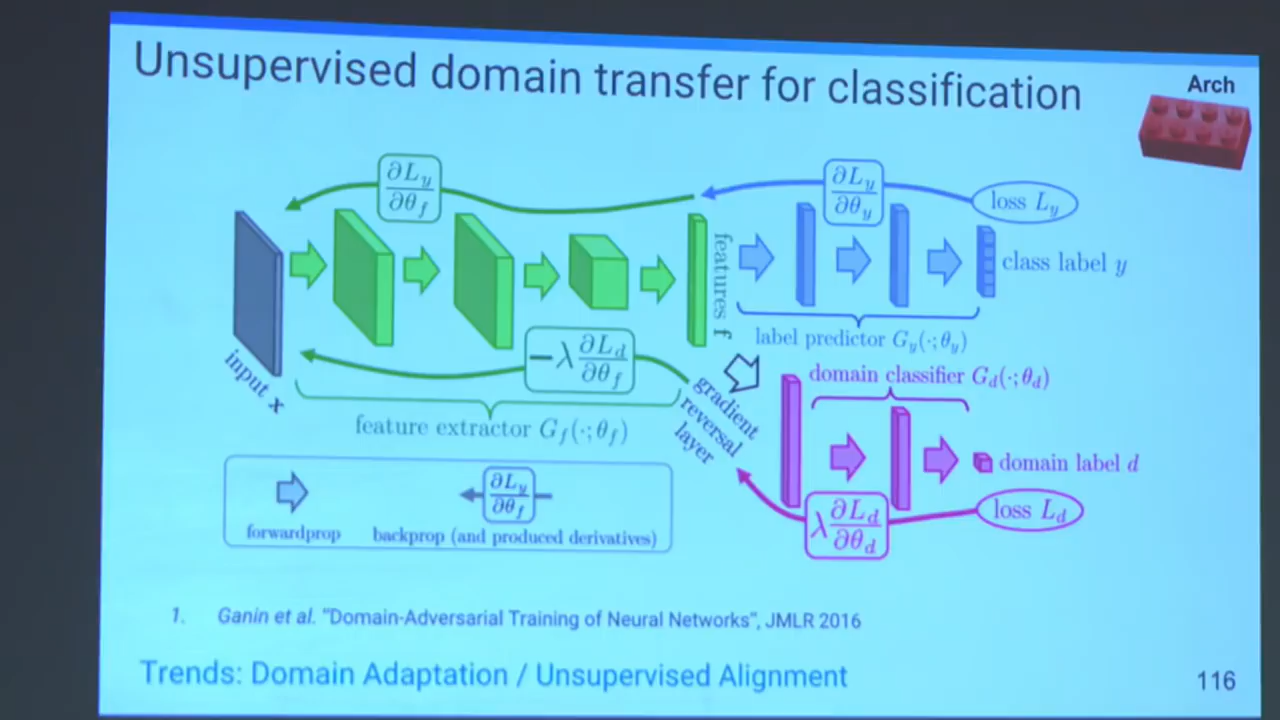 Unsupervised domain transfer for classification
Arch
∂L_y/∂θ_f
∂L_y/∂θ_y
loss L_y
features f
class label y
label predictor G_y(·;θ_y)
input x
−λ ∂L_d/∂θ_f
feature extractor G_f(·;θ_f)
gradient
reversal
layer
domain classifier G_d(·;θ_d)
domain label d
λ ∂L_d/∂θ_d
loss L_d
∂L_y/∂θ_f
forwardprop
backprop (and produced derivatives)
1. Ganin et al. "Domain-Adversarial Training of Neural Networks", JMLR 2016
Trends: Domain Adaptation / Unsupervised Alignment
116